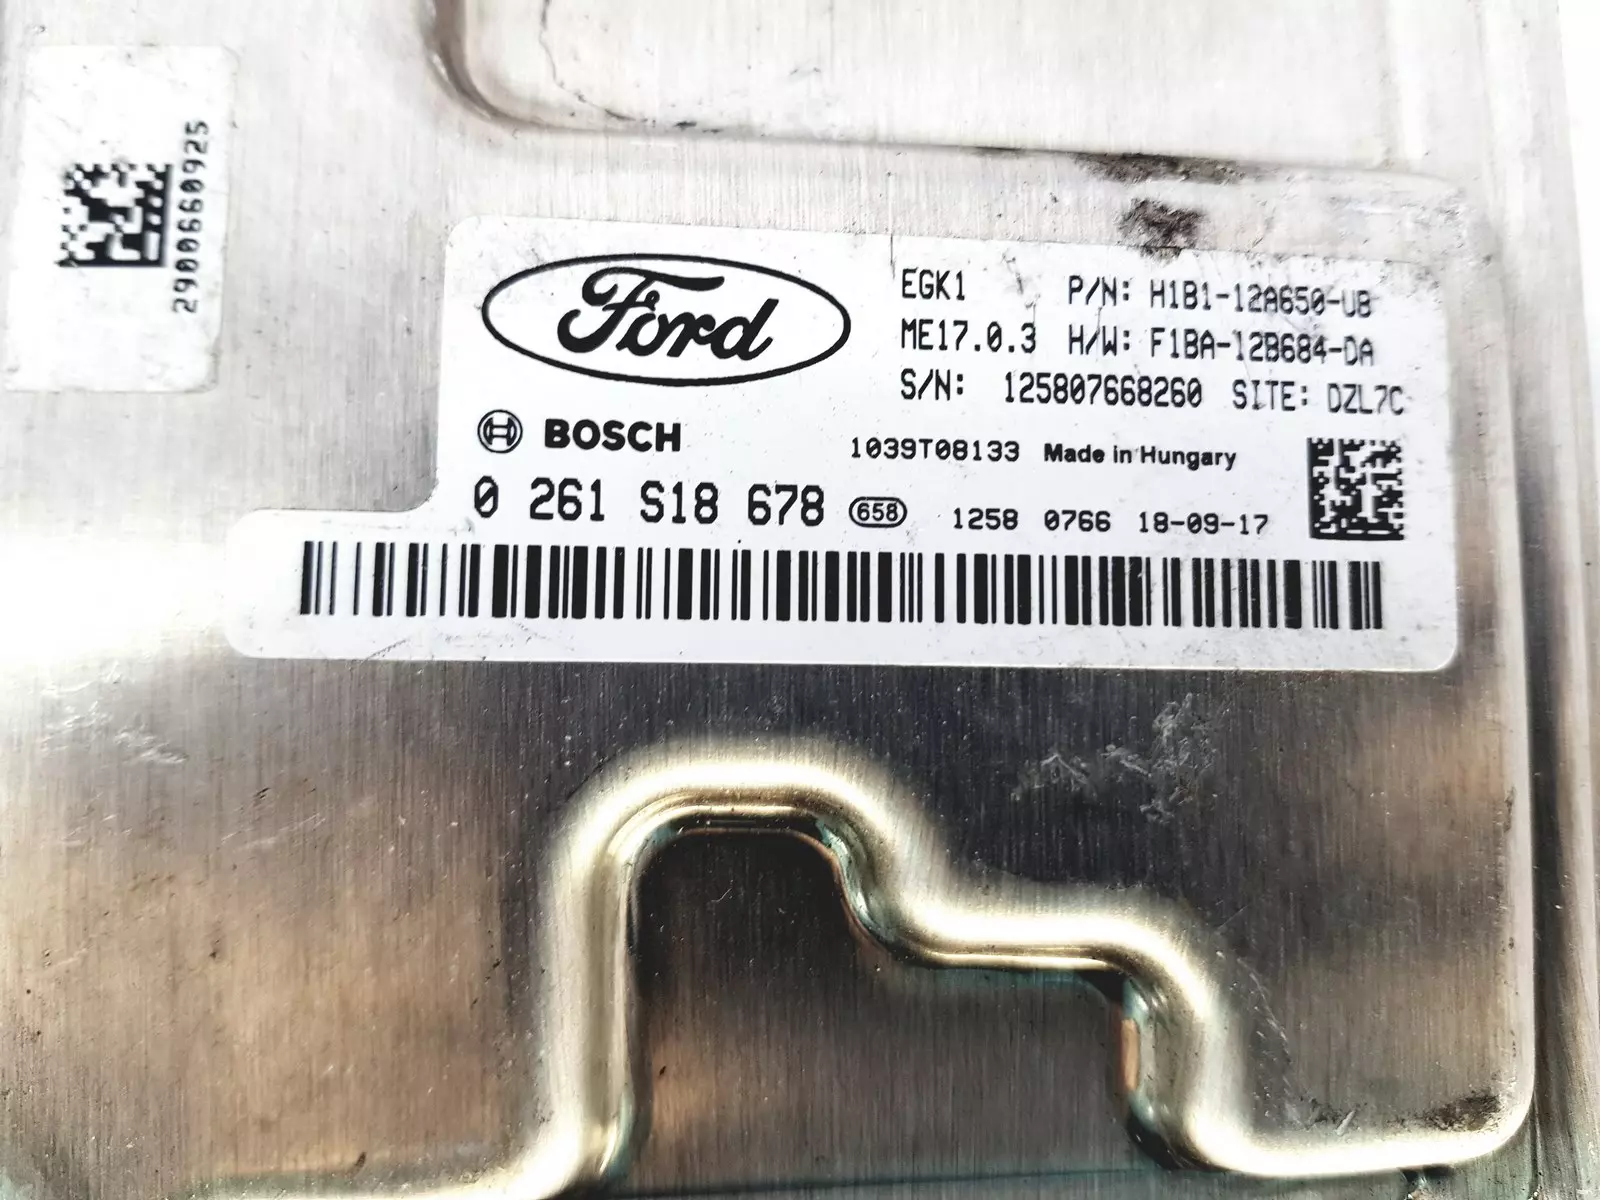 2900660925
Ford
EGK1 P/N: H1B1-12A650-UB
ME17.0.3 H/W: F1BA-12B684-DA
S/N: 125807668260 SITE: DZL7C
BOSCH
1039T08133 Made in Hungary
0 261 S18 678 658 1258 0766 18-09-17